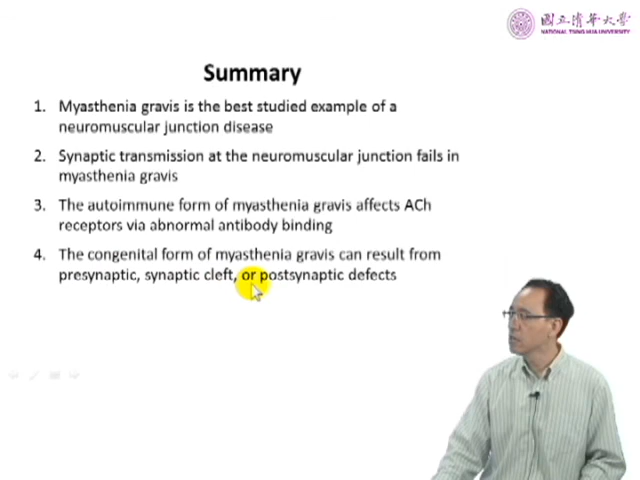 國立清華大學
NATIONAL TSING HUA UNIVERSITY
Summary
1. Myasthenia gravis is the best studied example of a
neuromuscular junction disease
2. Synaptic transmission at the neuromuscular junction fails in
myasthenia gravis
3. The autoimmune form of myasthenia gravis affects ACh
receptors via abnormal antibody binding
4. The congenital form of myasthenia gravis can result from
presynaptic, synaptic cleft, or postsynaptic defects